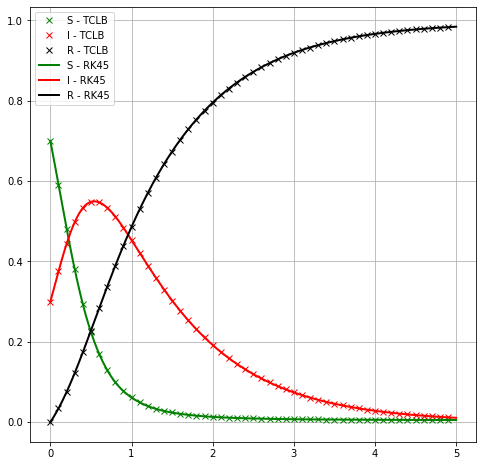 S - TCLB
I - TCLB
R - TCLB
S - RK45
I - RK45
R - RK45
1.0
0.8
0.6
0.4
0.2
0.0
0 1 2 3 4 5